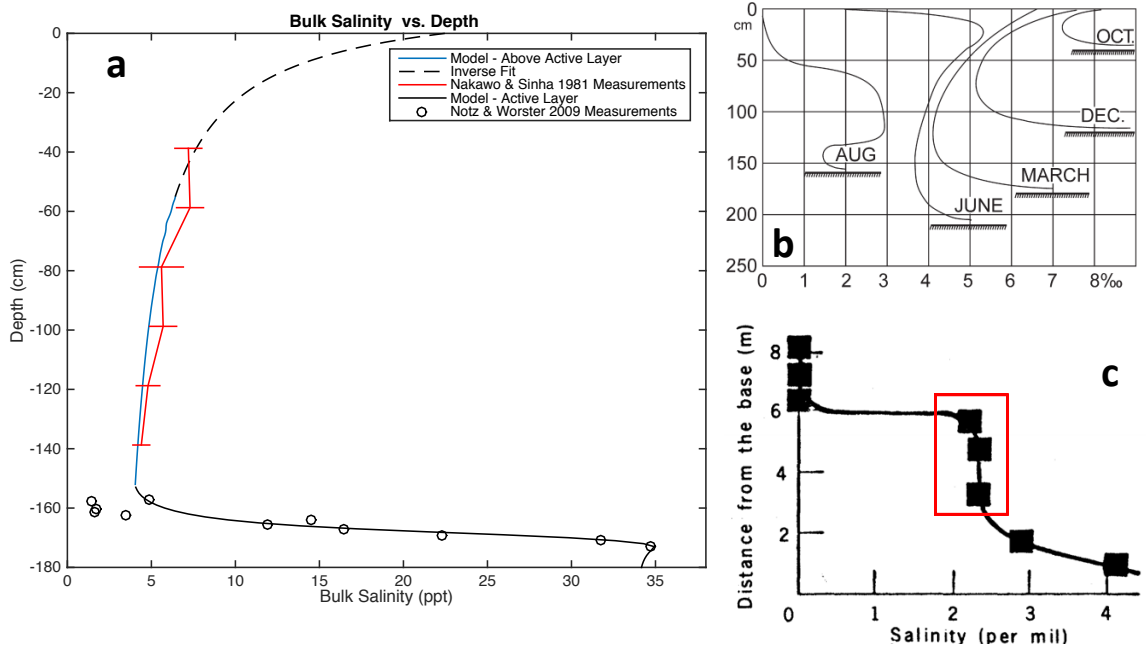 Bulk Salinity vs. Depth
a
Model - Above Active Layer
Inverse Fit
Nakawo & Sinha 1981 Measurements
Model - Active Layer
Notz & Worster 2009 Measurements
0
-20
-40
-60
-80
-100
-120
-140
-160
-180
Depth (cm)
0 5 10 15 20 25 30 35
Bulk Salinity (ppt)
0
cm
50
100
150
200
250
OCT.
DEC.
AUG
MARCH
JUNE
b
0 1 2 3 4 5 6 7 8‰
c
Distance from the base (m)
8
6
4
2
0 1 2 3 4
Salinity (per mil)